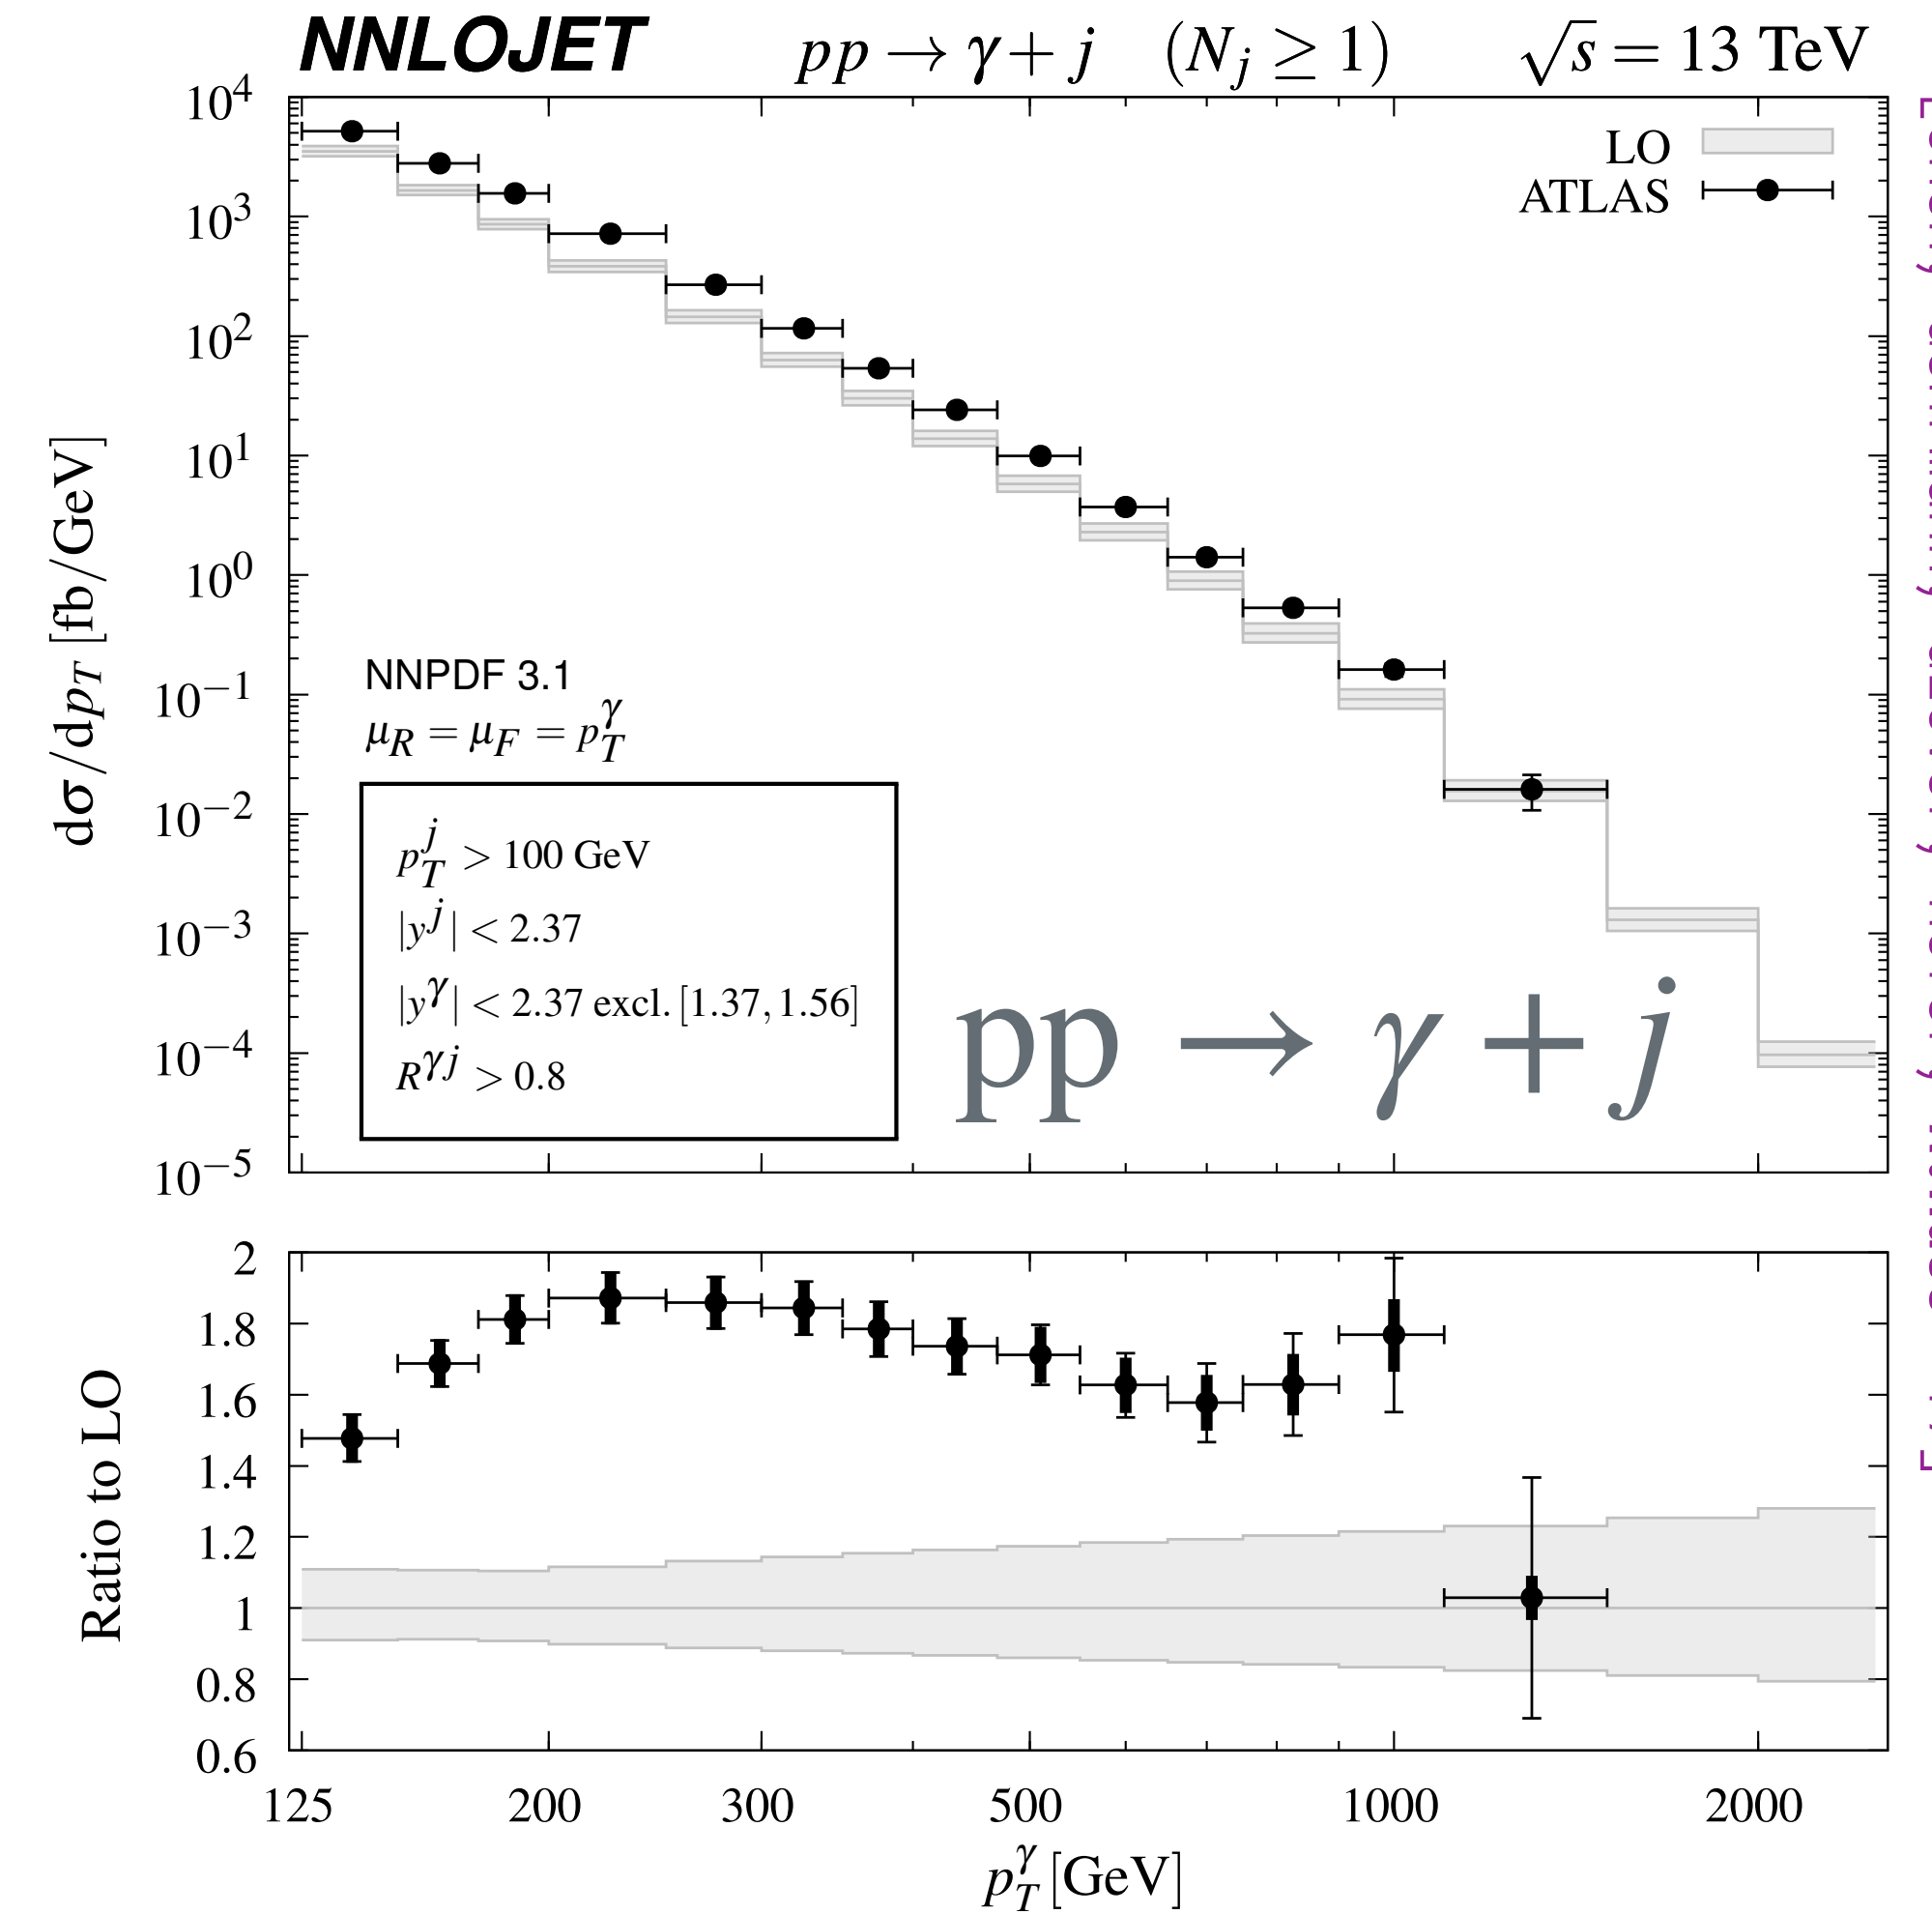 NNLOJET pp → γ + j (N_j ≥ 1) √s = 13 TeV
10^4
10^3
10^2
10^1
10^0
10^−1
10^−2
10^−3
10^−4
10^−5
dσ/dp_T [fb/GeV]
LO
ATLAS
NNPDF 3.1
μ_R = μ_F = p_T^γ
p_T^j > 100 GeV
|y^j| < 2.37
|y^γ| < 2.37 excl. [1.37, 1.56]
R^γj > 0.8
pp → γ + j
2
1.8
1.6
1.4
1.2
1
0.8
0.6
Ratio to LO
125 200 300 500 1000 2000
p_T^γ [GeV]